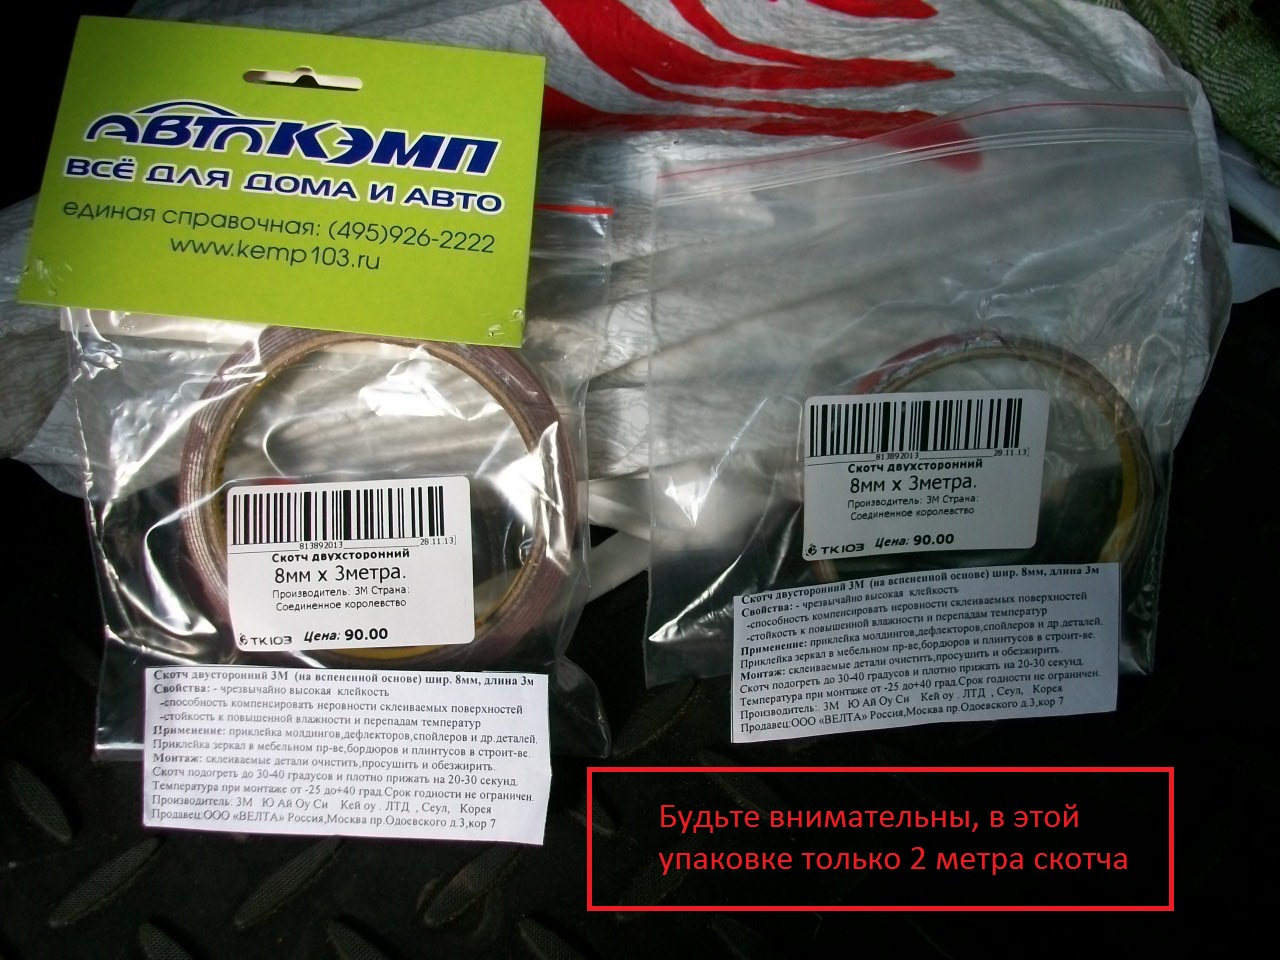 АВТОКЭМП
ВСЁ ДЛЯ ДОМА И АВТО
единая справочная: (495)926-2222
www.kemp103.ru
813892013 28.11.13]
Скотч двухсторонний
8мм х 3метра.
Производитель: 3М Страна:
Соединенное королевство
ТК103 Цена: 90.00
Скотч двусторонний 3М (на вспененной основе) шир. 8мм, длина 3м
Свойства: - чрезвычайно высокая клейкость
-способность компенсировать неровности склеиваемых поверхностей
-стойкость к повышенной влажности и перепадам температур
Применение: приклейка молдингов,дефлекторов,спойлеров и др.деталей.
Приклейка зеркал в мебельном пр-ве,бордюров и плинтусов в строит-ве.
Монтаж: склеиваемые детали очистить,просушить и обезжирить.
Скотч подогреть до 30-40 градусов и плотно прижать на 20-30 секунд.
Температура при монтаже от -25 до+40 град.Срок годности не ограничен.
Производитель: 3М Ю Ай Оу Си Кей оу . ЛТД , Сеул, Корея
Продавец:ООО «ВЕЛТА» Россия,Москва пр.Одоевского д.3,кор 7
813892013 28.11.13]
Скотч двухсторонний
8мм х 3метра.
Производитель: 3М Страна:
Соединенное королевство
ТК103 Цена: 90.00
Скотч двусторонний 3М (на вспененной основе) шир. 8мм, длина 3м
Свойства: - чрезвычайно высокая клейкость
-способность компенсировать неровности склеиваемых поверхностей
-стойкость к повышенной влажности и перепадам температур
Применение: приклейка молдингов,дефлекторов,спойлеров и др.деталей.
Приклейка зеркал в мебельном пр-ве,бордюров и плинтусов в строит-ве.
Монтаж: склеиваемые детали очистить,просушить и обезжирить.
Скотч подогреть до 30-40 градусов и плотно прижать на 20-30 секунд.
Температура при монтаже от -25 до+40 град.Срок годности не ограничен.
Производитель:. 3М Ю Ай Оу Си Кей оу . ЛТД , Сеул, Корея
Продавец:ООО «ВЕЛТА» Россия,Москва пр.Одоевского д.3,кор 7
Будьте внимательны, в этой
упаковке только 2 метра скотча